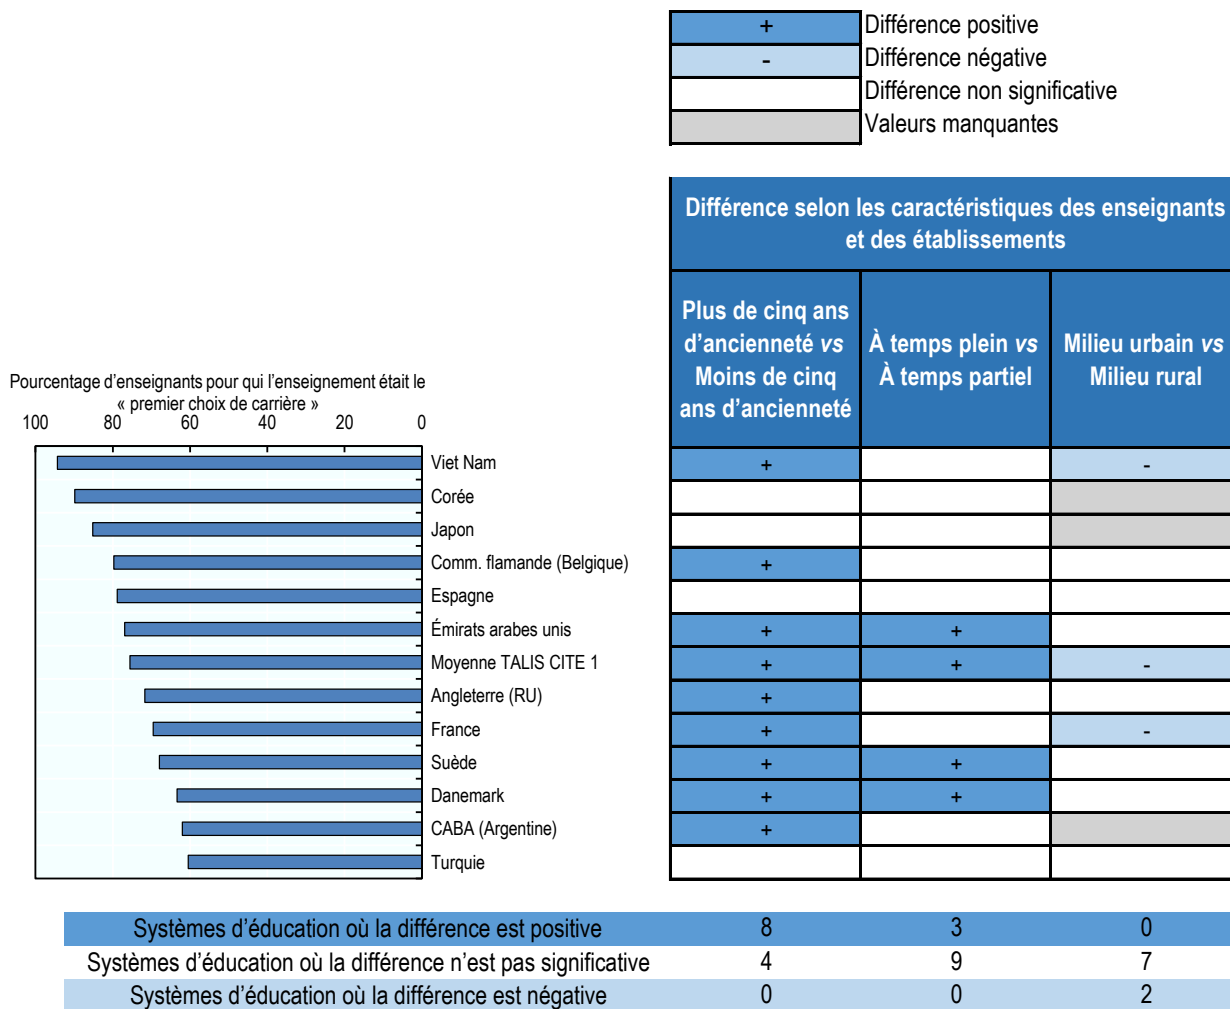 + Différence positive
- Différence négative
Différence non significative
Valeurs manquantes
Différence selon les caractéristiques des enseignants
et des établissements
Plus de cinq ans
d’ancienneté vs
Moins de cinq
ans d’ancienneté
À temps plein vs
À temps partiel
Milieu urbain vs
Milieu rural
Pourcentage d’enseignants pour qui l’enseignement était le
« premier choix de carrière »
100 80 60 40 20 0
Viet Nam + -
Corée
Japon
Comm. flamande (Belgique) +
Espagne
Émirats arabes unis + +
Moyenne TALIS CITE 1 + + -
Angleterre (RU) +
France + -
Suède + +
Danemark + +
CABA (Argentine) +
Turquie
Systèmes d’éducation où la différence est positive 8 3 0
Systèmes d’éducation où la différence n’est pas significative 4 9 7
Systèmes d’éducation où la différence est négative 0 0 2